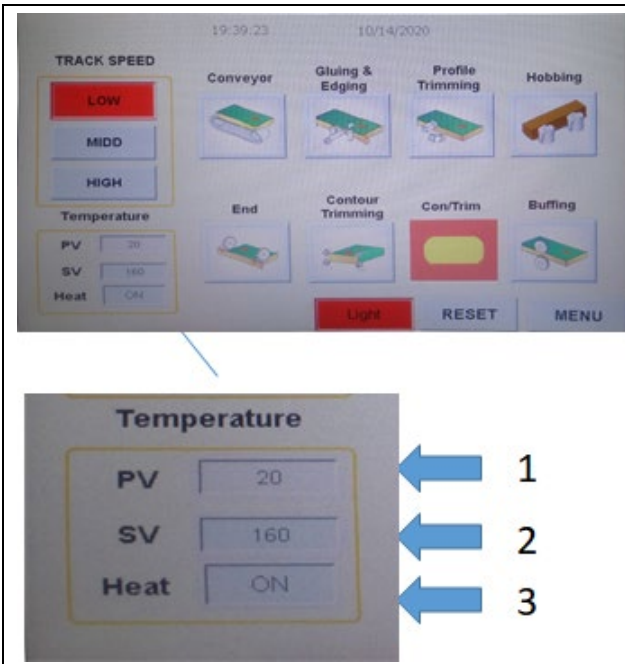 19:39:23 10/14/2020
TRACK SPEED
LOW
MIDD
HIGH
Conveyor
Gluing &
Edging
Profile
Trimming
Hobbing
Temperature
PV 20
SV 160
Heat ON
End
Contour
Trimming
Con/Trim
Buffing
Light RESET MENU
Temperature
PV 20 1
SV 160 2
Heat ON 3